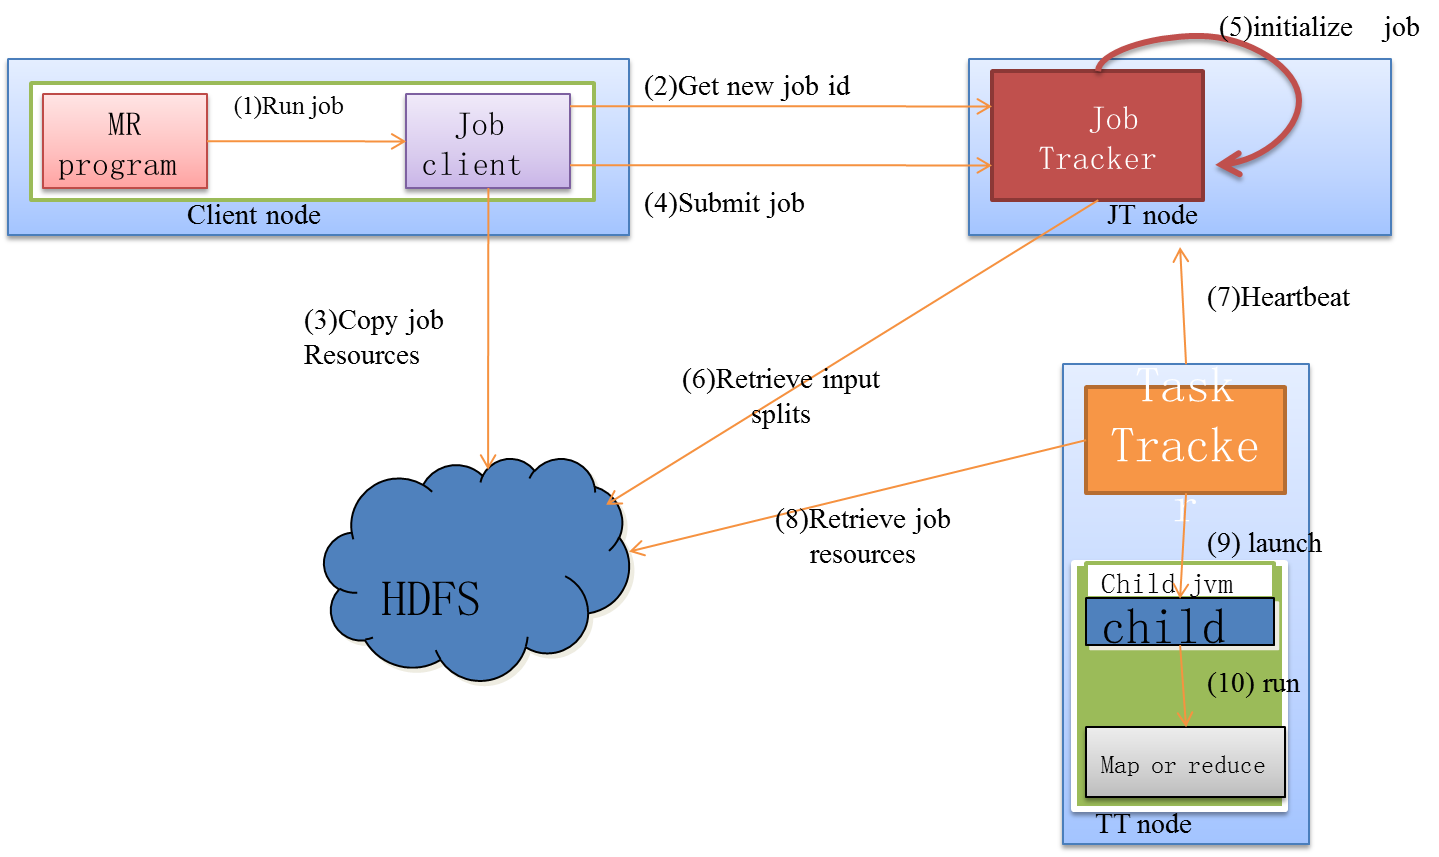 (5)initialize job
(2)Get new job id
(1)Run job
MR
program
Job
client
Job
Tracker
Client node
(4)Submit job
JT node
(3)Copy job
Resources
(7)Heartbeat
(6)Retrieve input
splits
Task
Tracke
r
(8)Retrieve job
resources
(9) launch
HDFS
Child jvm
child
(10) run
Map or reduce
TT node